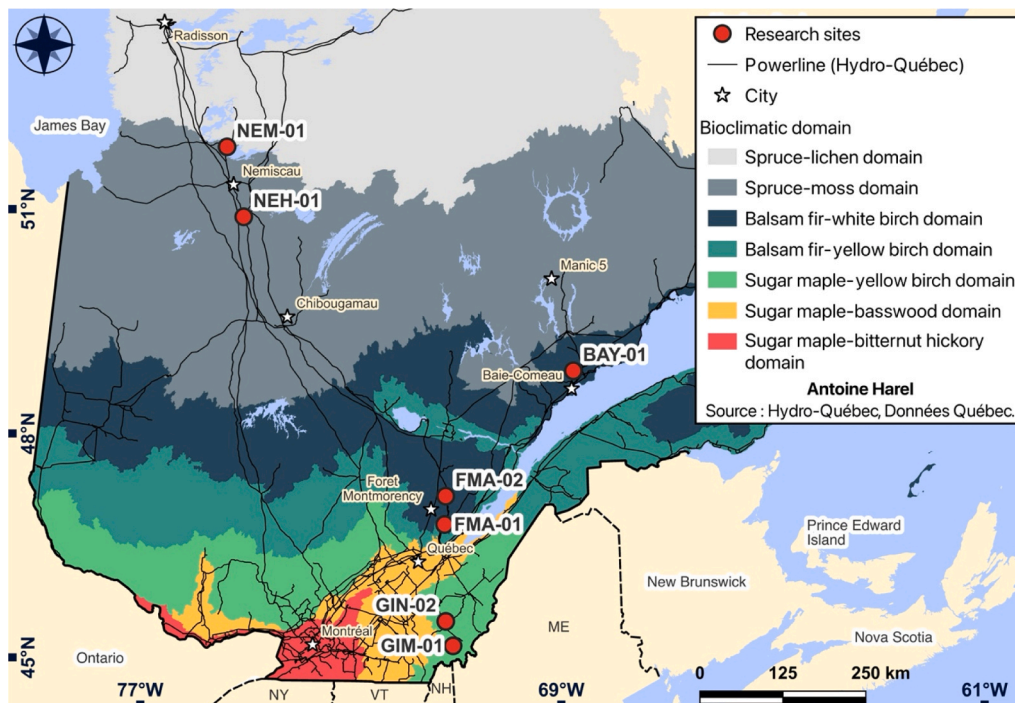 Radisson
James Bay
NEM-01
Nemiscau
NEH-01
51°N
Manic 5
Chibougamau
BAY-01
Baie-Comeau
48°N
Foret
Montmorency
FMA-02
FMA-01
Québec
Prince Edward
Island
New Brunswick
GIN-02
Montréal
GIM-01
ME
Nova Scotia
45°N
Ontario
77°W
NY
VT
NH
69°W
61°W
0 125 250 km
Research sites
Powerline (Hydro-Québec)
City
Bioclimatic domain
Spruce-lichen domain
Spruce-moss domain
Balsam fir-white birch domain
Balsam fir-yellow birch domain
Sugar maple-yellow birch domain
Sugar maple-basswood domain
Sugar maple-bitternut hickory
domain
Antoine Harel
Source : Hydro-Québec, Données Québec.